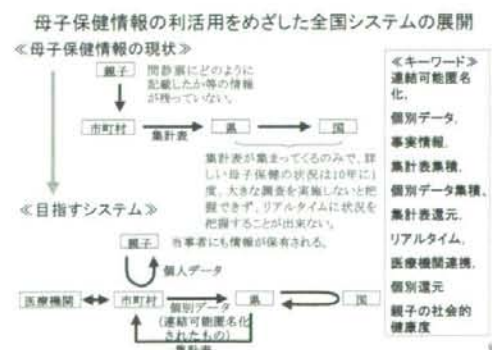 母子保健情報の利活用をめざした全国システムの展開
≪母子保健情報の現状≫
親子
問診票にどのように
記載したか等の情報
が残っていない。
市町村
集計表
県
国
集計表が集まってくるのみで、詳
しい母子保健の状況は10年に1
度、大きな調査を実施しないと把
握できず、リアルタイムに状況を
把握することが出来ない。
≪目指すシステム≫
親子
当事者にも情報が保有される。
個人データ
医療機関
市町村
個別データ
(連結可能匿名化
されたもの)
集計表
県
国
≪キーワード≫
連結可能匿名
化、
個別データ、
事実情報、
集計表集積、
個別データ集積、
集計表還元、
リアルタイム、
医療機関連携、
個別還元
親子の社会的
健康度